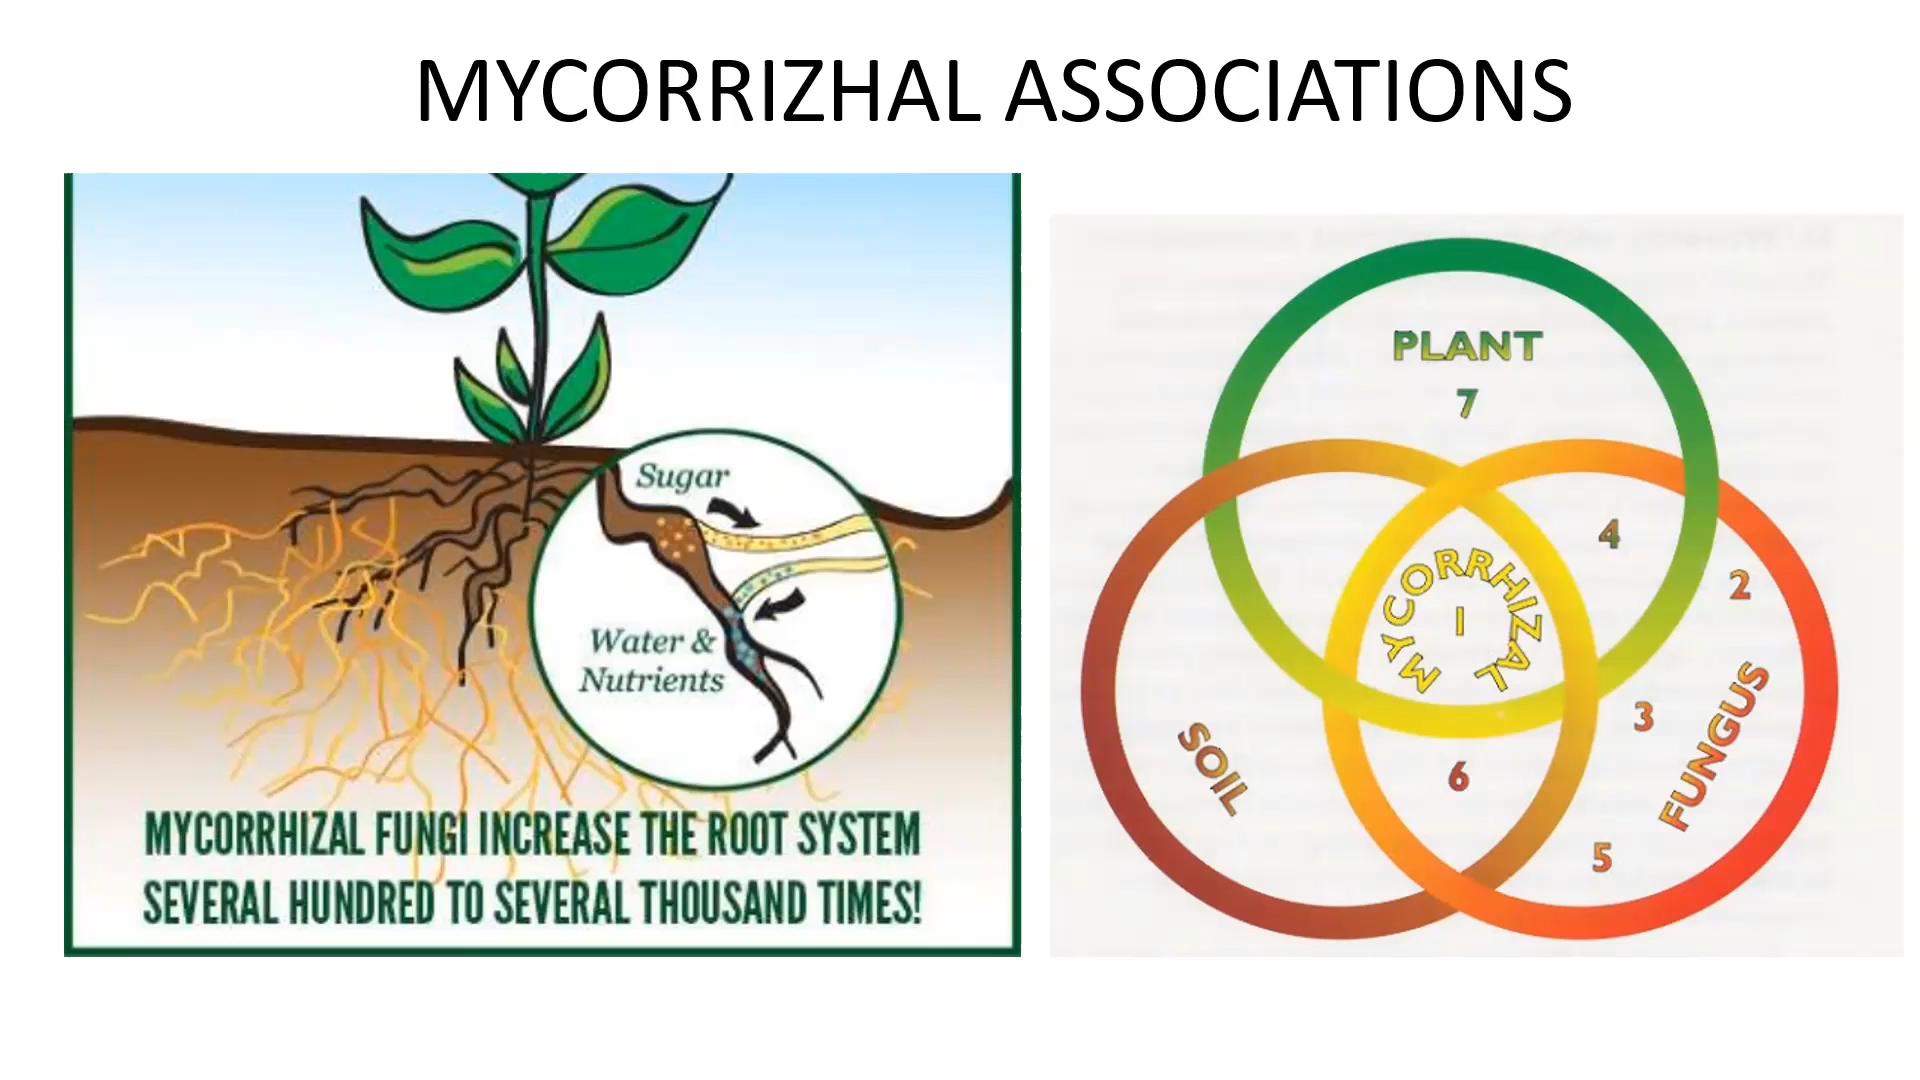 MYCORRIZHAL ASSOCIATIONS
Sugar
Water &
Nutrients
MYCORRHIZAL FUNGI INCREASE THE ROOT SYSTEM
SEVERAL HUNDRED TO SEVERAL THOUSAND TIMES!
PLANT
7
4
2
MYCORRHIZAL
1
3
FUNGUS
SOIL
6
5